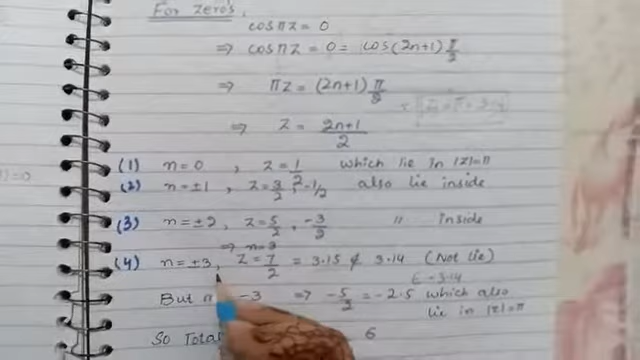 For zero's,
cos πz = 0
⇒ cos πz = 0 = cos(2n+1) π/2
⇒ πz = (2n+1) π/2
⇒ z = 2n+1/2
(1) n=0 , z = 1/2 which lie in |z|=π
(2) n=±1 , z = 3/2, -1/2 also lie inside
(3) n=±2, z = 5/2, -3/2 〃 inside
⇒ n=3
(4) n=±3, z = 7/2 = 3.15 ≮ 3.14 (Not lie)
But n -3 ⇒ -5/2 = -2.5 which also
lie in |z|=π
So Total 6